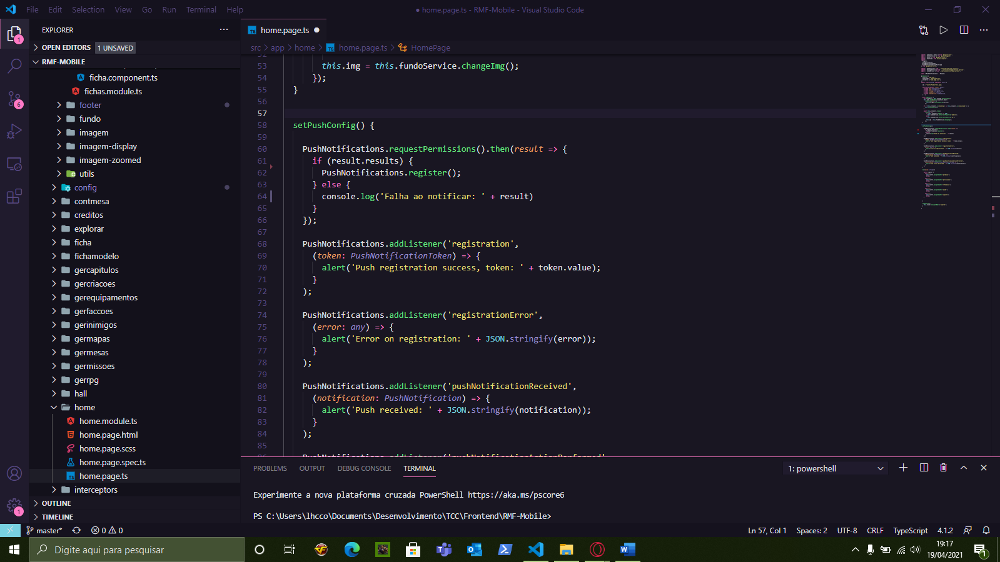 File Edit Selection View Go Run Terminal Help
● home.page.ts - RMF-Mobile - Visual Studio Code
EXPLORER
home.page.ts
OPEN EDITORS 1 UNSAVED
src > app > home > home.page.ts > HomePage
RMF-MOBILE
ficha.component.ts
fichas.module.ts
footer
fundo
imagem
imagem-display
imagem-zoomed
utils
config
contmesa
creditos
explorar
ficha
fichamodelo
gercapitulos
gercriacoes
gerequipamentos
gerfaccoes
gerinimigos
germapas
germesas
germissoes
gerrpg
hall
home
home.module.ts
home.page.html
home.page.scss
home.page.spec.ts
home.page.ts
interceptors
OUTLINE
TIMELINE
53 this.img = this.fundoService.changeImg();
54 });
55 }
56
57
58 setPushConfig() {
59
60 PushNotifications.requestPermissions().then(result => {
61 if (result.results) {
62 PushNotifications.register();
63 } else {
64 console.log('Falha ao notificar: ' + result)
65 }
66 });
67
68 PushNotifications.addListener('registration',
69 (token: PushNotificationToken) => {
70 alert('Push registration success, token: ' + token.value);
71 }
72 );
73
74 PushNotifications.addListener('registrationError',
75 (error: any) => {
76 alert('Error on registration: ' + JSON.stringify(error));
77 }
78 );
79
80 PushNotifications.addListener('pushNotificationReceived',
81 (notification: PushNotification) => {
82 alert('Push received: ' + JSON.stringify(notification));
83 }
84 );
85
86 PushNotifications.addListener('pushNotificationActionPerformed',
PROBLEMS OUTPUT DEBUG CONSOLE TERMINAL 1: powershell
Experimente a nova plataforma cruzada PowerShell https://aka.ms/pscore6
PS C:\Users\lhcco\Documents\Desenvolvimento\TCC\Frontend\RMF-Mobile>
master* 0 0 Ln 57, Col 1 Spaces: 2 UTF-8 CRLF TypeScript 4.1.2
Digite aqui para pesquisar
19:17
19/04/2021